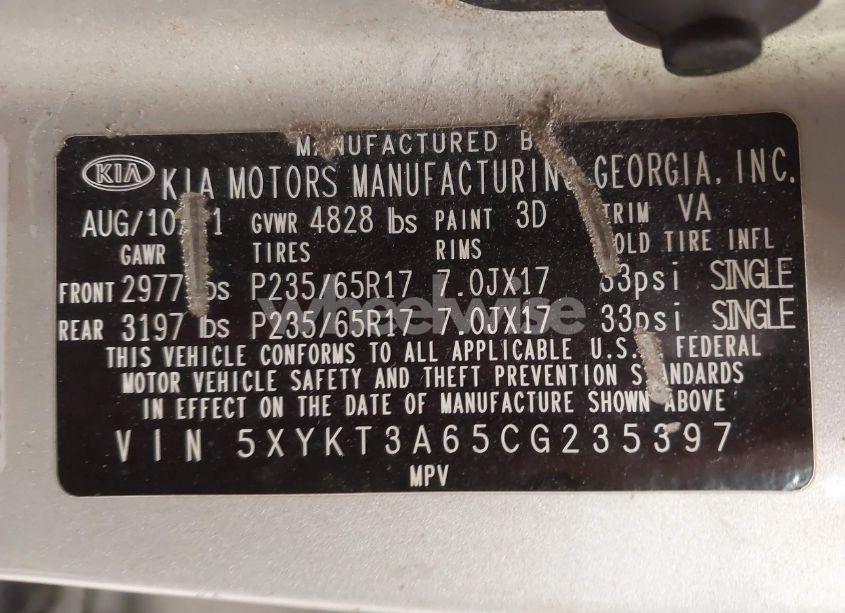 MANUFACTURED
KIA KIA MOTORS MANUFACTURING GEORGIA, INC.
AUG/10 GVWR 4828 lbs PAINT 3D TRIM VA
GAWR TIRES RIMS COLD TIRE INFL
FRONT 2977 lbs P235/65R17 7.0JX17 33psi SINGLE
REAR 3197 lbs P235/65R17 7.0JX17 33psi SINGLE
wheelwise
THIS VEHICLE CONFORMS TO ALL APPLICABLE U.S. FEDERAL
MOTOR VEHICLE SAFETY AND THEFT PREVENTION STANDARDS
IN EFFECT ON THE DATE OF MANUFACTURE SHOWN ABOVE
VIN 5XYKT3A65CG235397
MPV